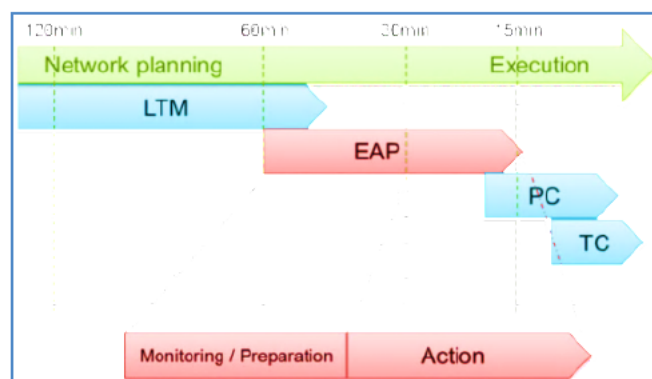 120min 60min 30min 15min
Network planning Execution
LTM
EAP
PC
TC
Monitoring / Preparation Action